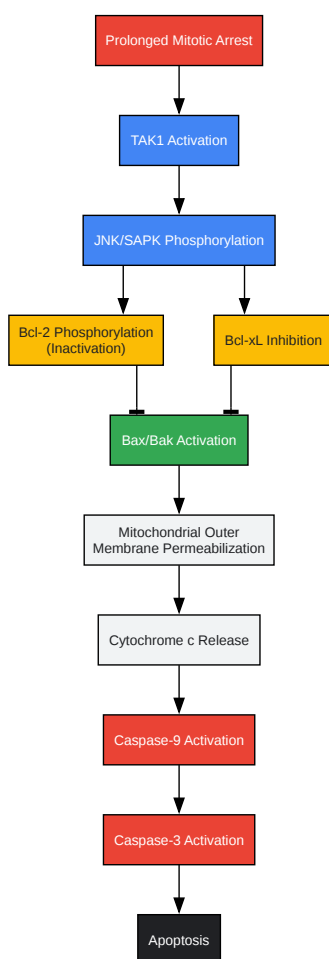 Prolonged Mitotic Arrest
TAK1 Activation
JNK/SAPK Phosphorylation
Bcl-2 Phosphorylation
(Inactivation)
Bcl-xL Inhibition
Bax/Bak Activation
Mitochondrial Outer
Membrane Permeabilization
Cytochrome c Release
Caspase-9 Activation
Caspase-3 Activation
Apoptosis